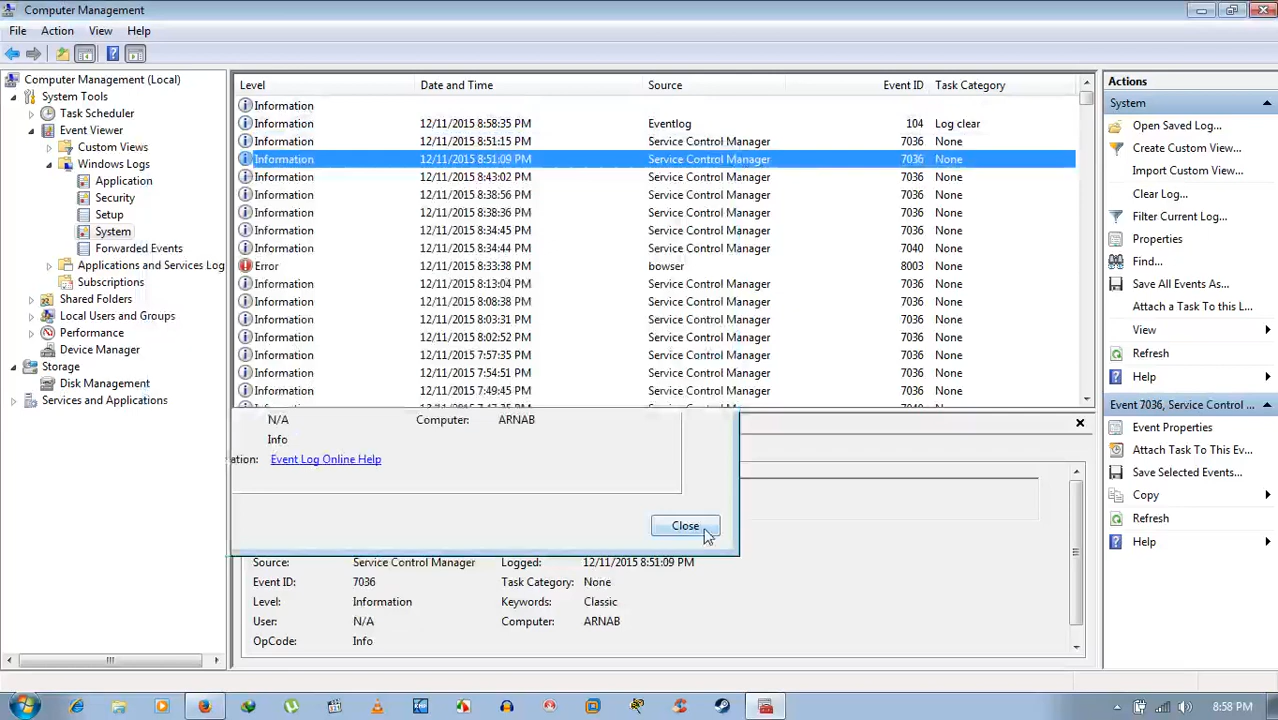 Computer Management
File Action View Help
Computer Management (Local)
System Tools
Task Scheduler
Event Viewer
Custom Views
Windows Logs
Application
Security
Setup
System
Forwarded Events
Applications and Services Log
Subscriptions
Shared Folders
Local Users and Groups
Performance
Device Manager
Storage
Disk Management
Services and Applications
Level Date and Time Source Event ID Task Category
Information
Information 12/11/2015 8:58:35 PM Eventlog 104 Log clear
Information 12/11/2015 8:51:15 PM Service Control Manager 7036 None
Information 12/11/2015 8:51:09 PM Service Control Manager 7036 None
Information 12/11/2015 8:43:02 PM Service Control Manager 7036 None
Information 12/11/2015 8:38:56 PM Service Control Manager 7036 None
Information 12/11/2015 8:38:36 PM Service Control Manager 7036 None
Information 12/11/2015 8:34:45 PM Service Control Manager 7036 None
Information 12/11/2015 8:34:44 PM Service Control Manager 7040 None
Error 12/11/2015 8:33:38 PM bowser 8003 None
Information 12/11/2015 8:13:04 PM Service Control Manager 7036 None
Information 12/11/2015 8:08:38 PM Service Control Manager 7036 None
Information 12/11/2015 8:03:31 PM Service Control Manager 7036 None
Information 12/11/2015 8:02:52 PM Service Control Manager 7036 None
Information 12/11/2015 7:57:35 PM Service Control Manager 7036 None
Information 12/11/2015 7:54:51 PM Service Control Manager 7036 None
Information 12/11/2015 7:49:45 PM Service Control Manager 7036 None
N/A Computer: ARNAB
Info
ation: Event Log Online Help
Close
Source: Service Control Manager Logged: 12/11/2015 8:51:09 PM
Event ID: 7036 Task Category: None
Level: Information Keywords: Classic
User: N/A Computer: ARNAB
OpCode: Info
Actions
System
Open Saved Log...
Create Custom View...
Import Custom View...
Clear Log...
Filter Current Log...
Properties
Find...
Save All Events As...
Attach a Task To this L...
View
Refresh
Help
Event 7036, Service Control ...
Event Properties
Attach Task To This Ev...
Save Selected Events...
Copy
Refresh
Help
8:58 PM